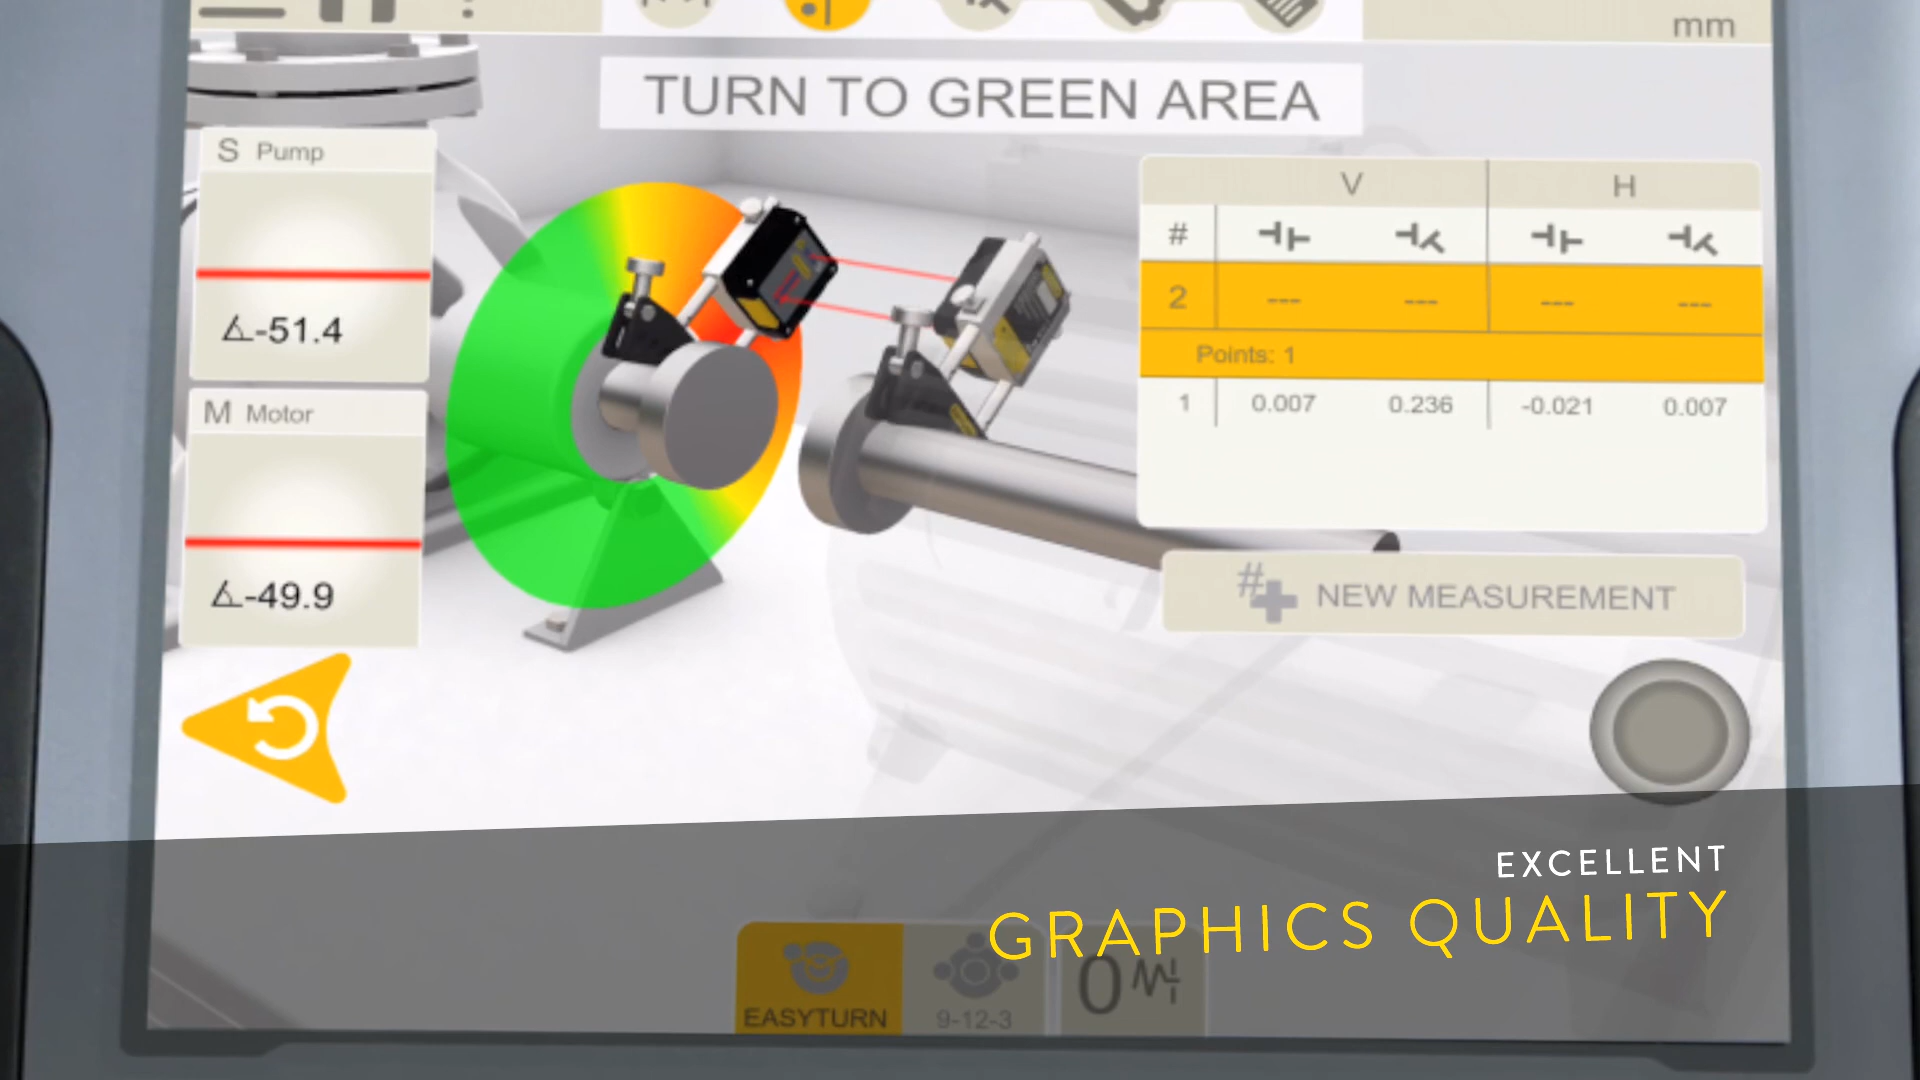 mm
TURN TO GREEN AREA
S Pump
-51.4
M Motor
-49.9
V H
#
2 --- --- --- ---
Points: 1
1 0.007 0.236 -0.021 0.007
# NEW MEASUREMENT
EXCELLENT
GRAPHICS QUALITY
EASYTURN
9-12-3
0